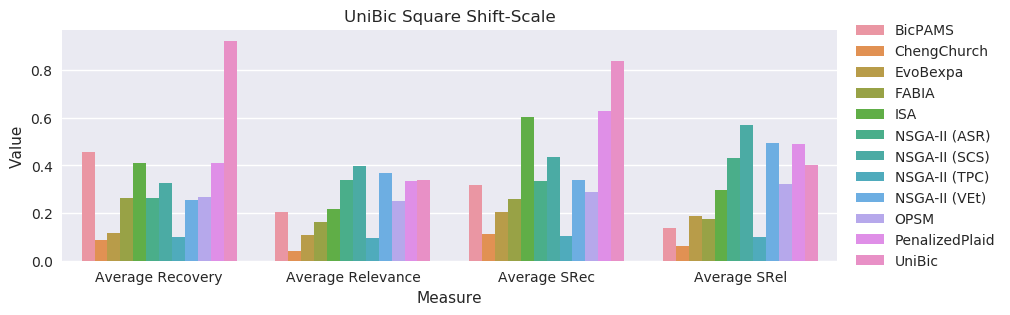 UniBic Square Shift-Scale
Value
0.8
0.6
0.4
0.2
0.0
Average Recovery
Average Relevance
Average SRec
Average SRel
Measure
BicPAMS
ChengChurch
EvoBexpa
FABIA
ISA
NSGA-II (ASR)
NSGA-II (SCS)
NSGA-II (TPC)
NSGA-II (VEt)
OPSM
PenalizedPlaid
UniBic